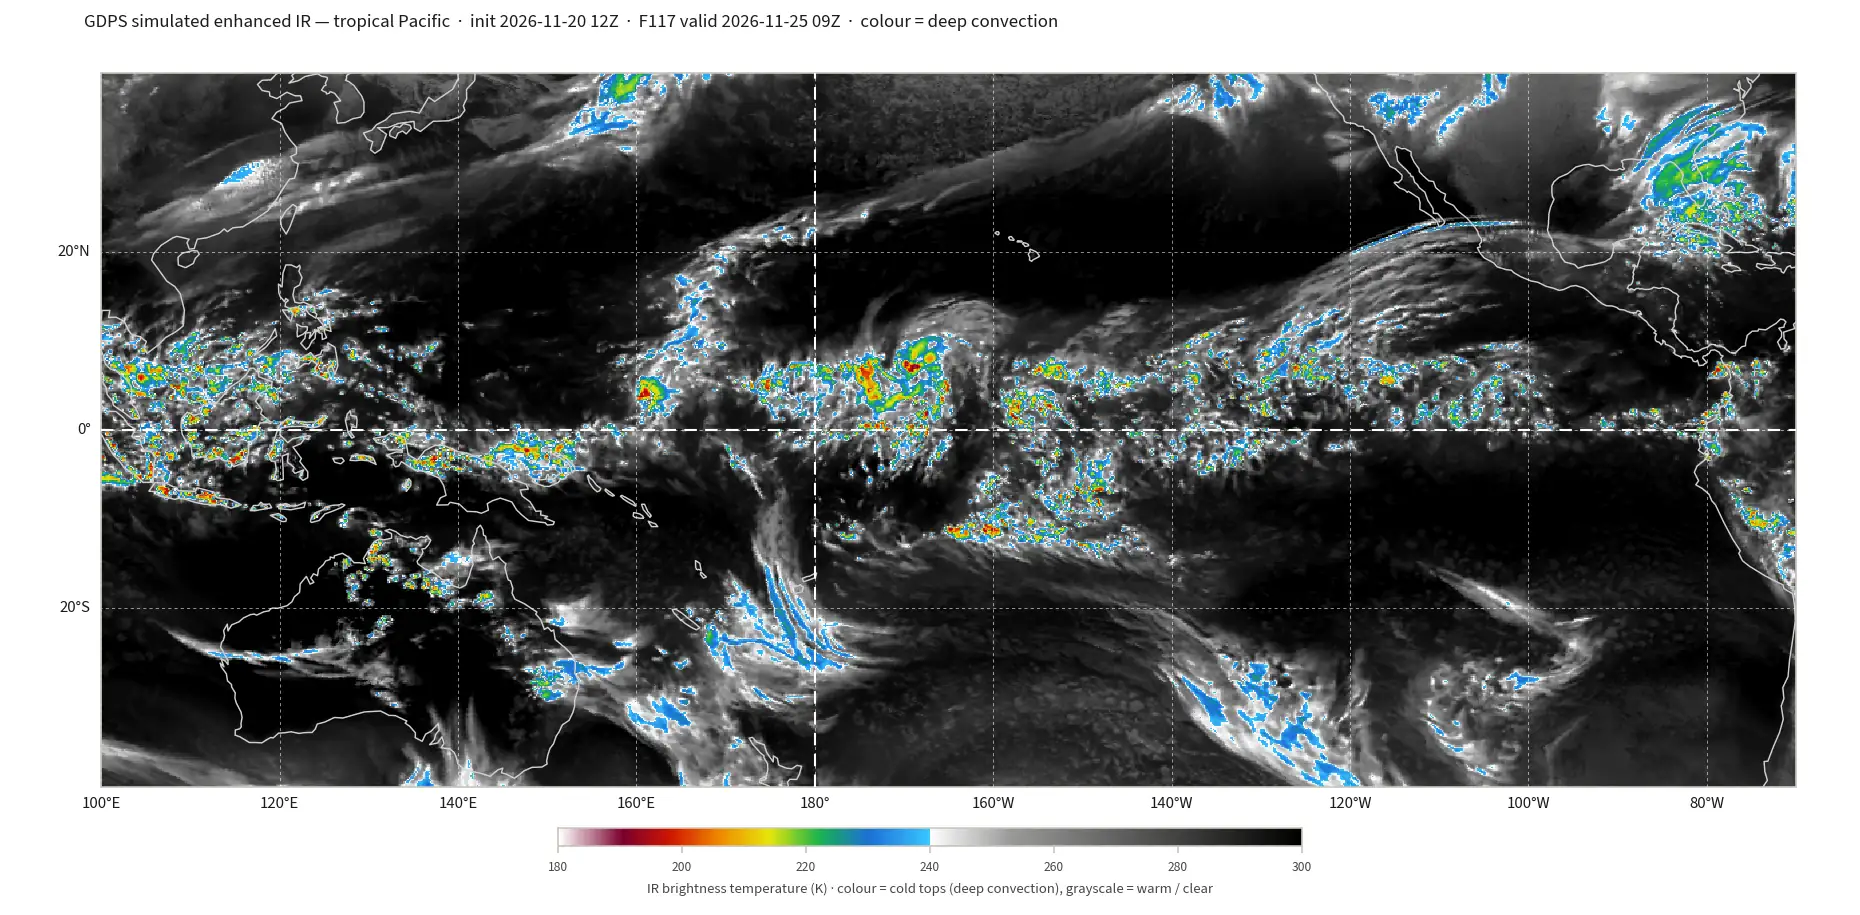 GDPS simulated enhanced IR — tropical Pacific · init 2026-11-20 12Z · F117 valid 2026-11-25 09Z · colour = deep convection
20°N
0°
20°S
100°E 120°E 140°E 160°E 180° 160°W 140°W 120°W 100°W 80°W
180 200 220 240 260 280 300
IR brightness temperature (K) · colour = cold tops (deep convection), grayscale = warm / clear